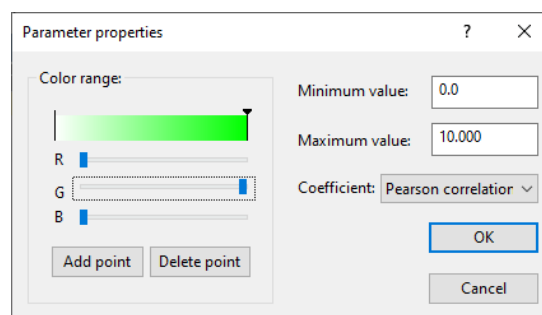 Parameter properties ? ×
Color range:
R
G
B
Add point Delete point
Minimum value: 0.0
Maximum value: 10.000
Coefficient: Pearson correlation
OK
Cancel